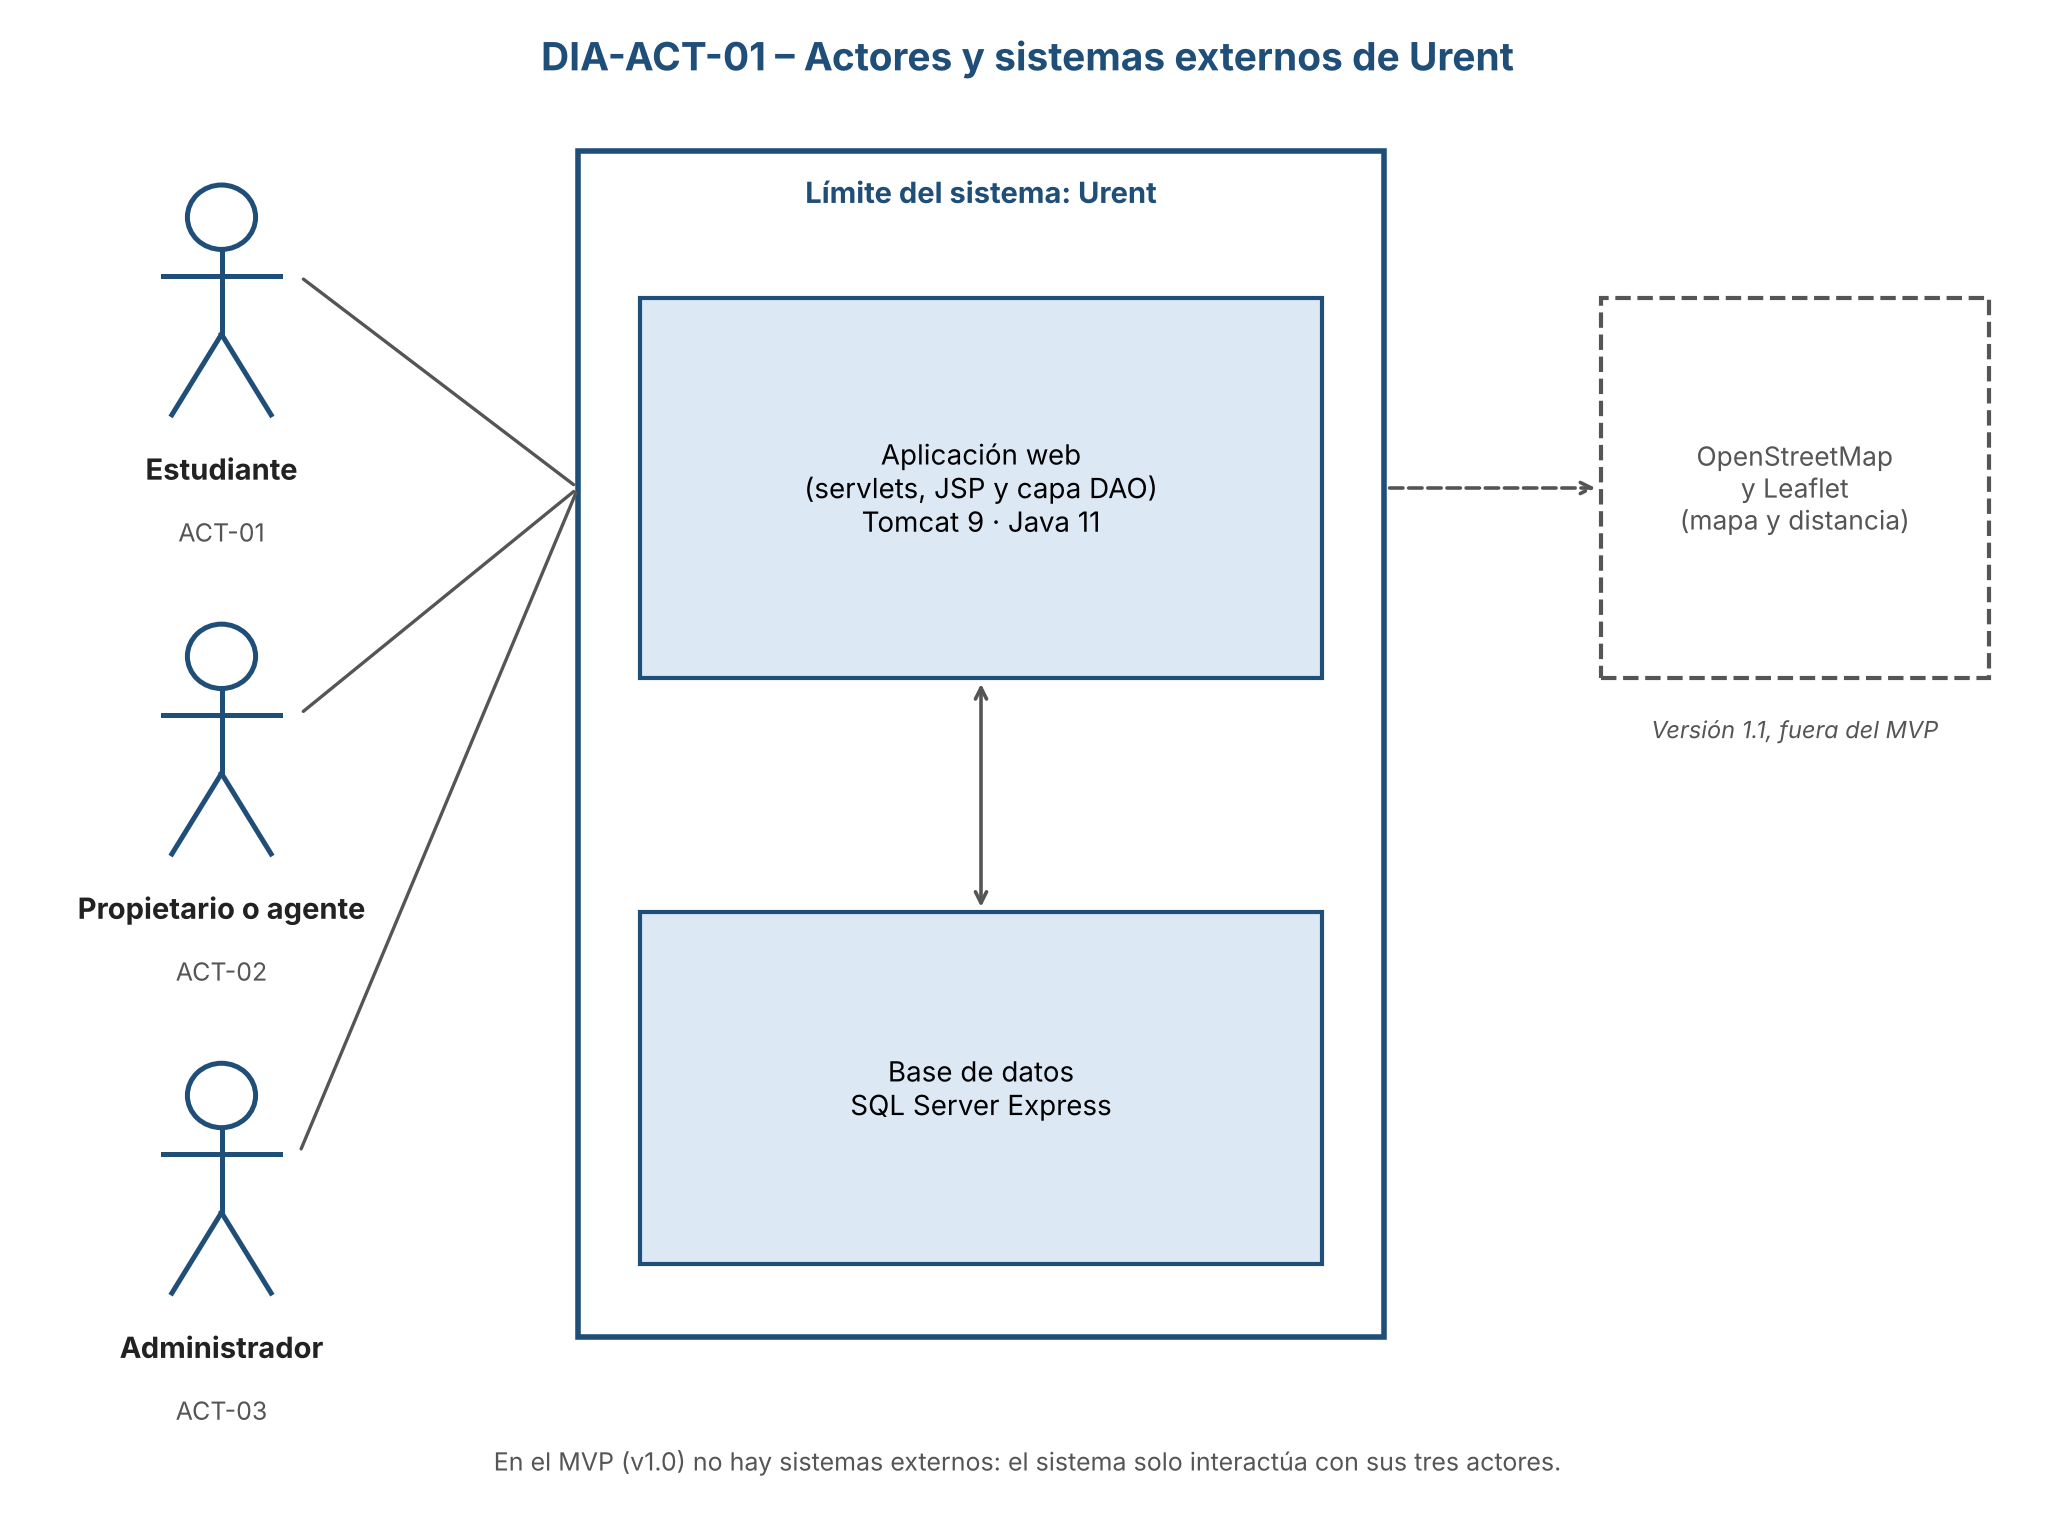 DIA-ACT-01 – Actores y sistemas externos de Urent
Límite del sistema: Urent
Estudiante
ACT-01
Propietario o agente
ACT-02
Administrador
ACT-03
Aplicación web
(servlets, JSP y capa DAO)
Tomcat 9 · Java 11
Base de datos
SQL Server Express
OpenStreetMap
y Leaflet
(mapa y distancia)
Versión 1.1, fuera del MVP
En el MVP (v1.0) no hay sistemas externos: el sistema solo interactúa con sus tres actores.